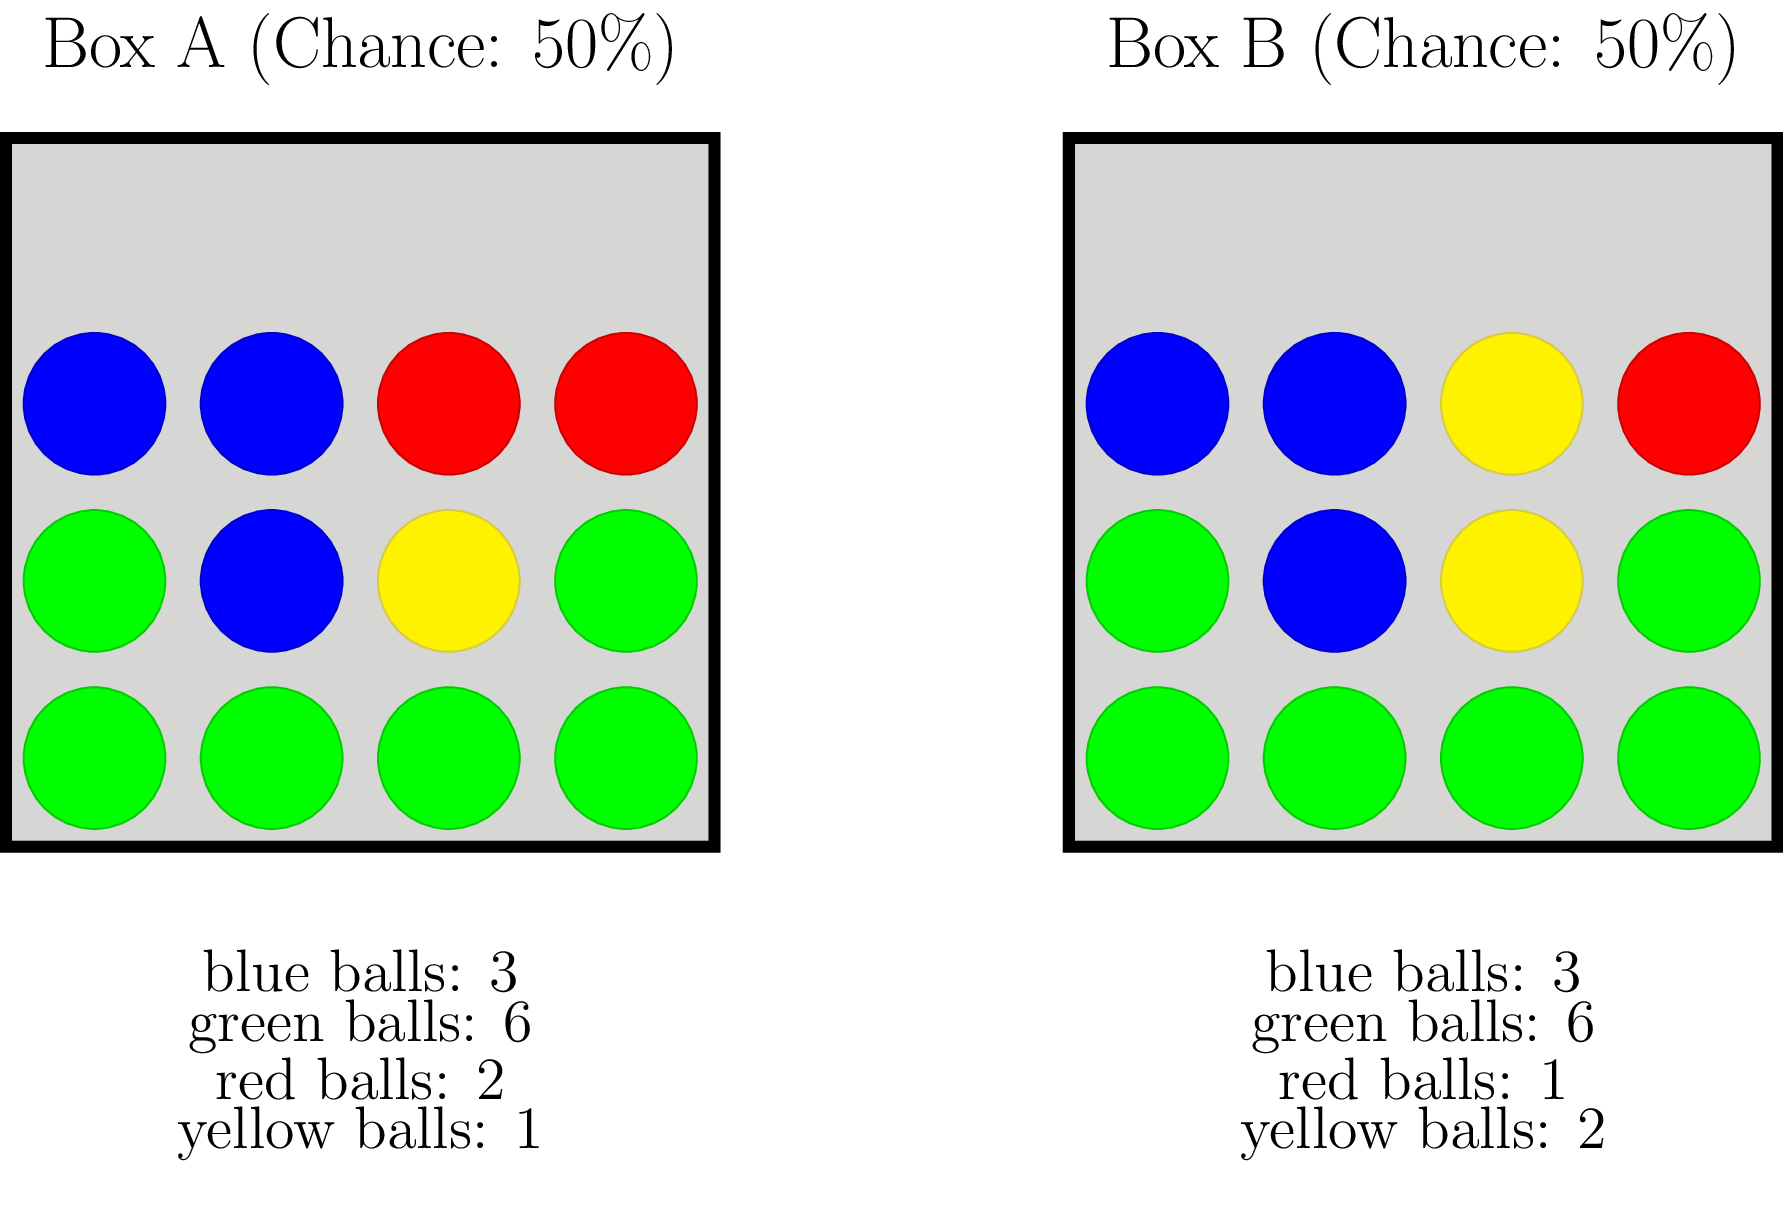 Box A (Chance: 50%)
blue balls: 3
green balls: 6
red balls: 2
yellow balls: 1
Box B (Chance: 50%)
blue balls: 3
green balls: 6
red balls: 1
yellow balls: 2